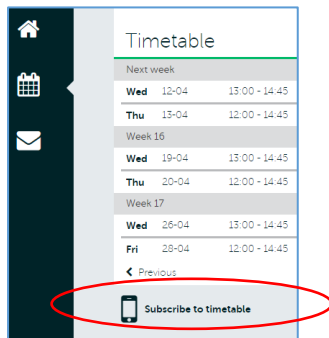 Timetable
Next week
Wed 12-04 13:00 - 14:45
Thu 13-04 12:00 - 14:45
Week 16
Wed 19-04 13:00 - 14:45
Thu 20-04 12:00 - 14:45
Week 17
Wed 26-04 13:00 - 14:45
Fri 28-04 12:00 - 14:45
Previous
Subscribe to timetable